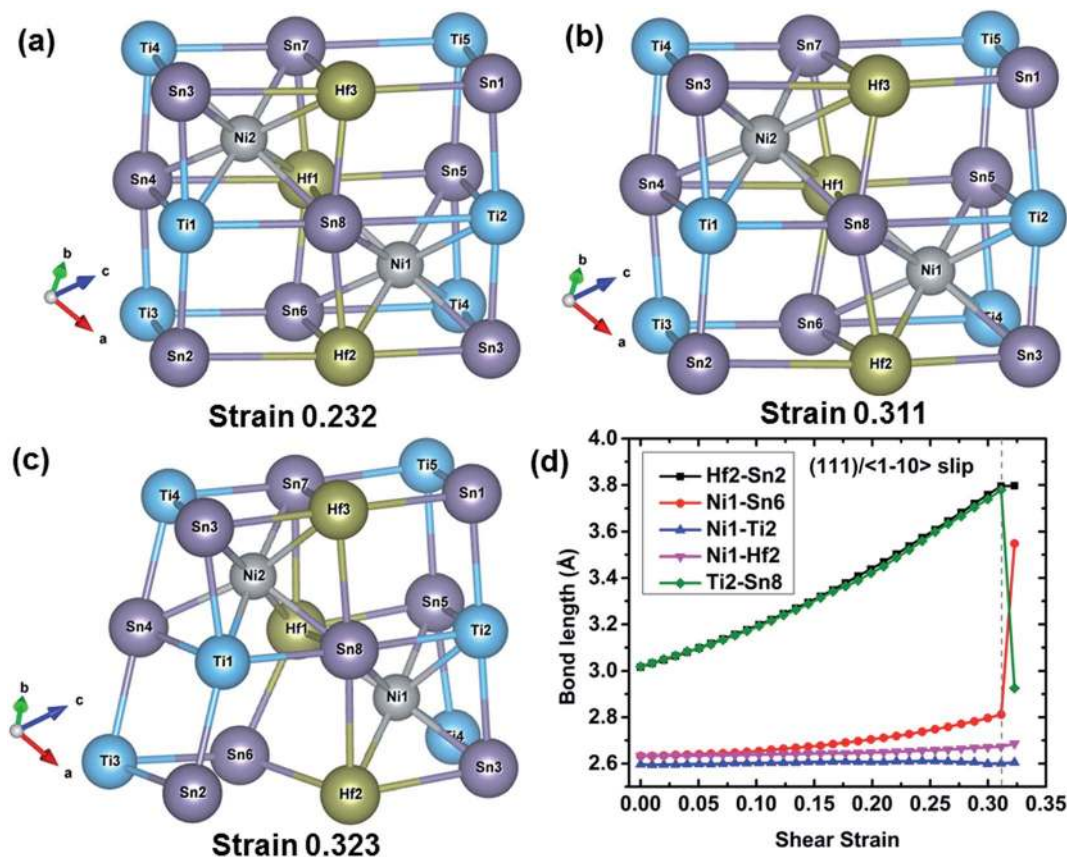 (a)
Ti4
Sn7
Ti5
Sn3
Hf3
Sn1
Ni2
Sn4
Hf1
Sn5
Ti1
Sn8
Ti2
Ni1
b
c
a
Ti3
Sn6
Ti4
Sn2
Hf2
Sn3
Strain 0.232
(b)
Ti4
Sn7
Ti5
Sn3
Hf3
Sn1
Ni2
Sn4
Hf1
Sn5
Ti1
Sn8
Ti2
Ni1
b
c
a
Ti3
Sn6
Ti4
Sn2
Hf2
Sn3
Strain 0.311
(c)
Ti4
Sn7
Ti5
Sn3
Hf3
Sn1
Ni2
Sn4
Hf1
Sn5
Ti1
Sn8
Ti2
Ni1
b
c
a
Ti3
Sn6
Ti4
Sn2
Hf2
Sn3
Strain 0.323
(d)
(111)/<1-10> slip
Hf2-Sn2
Ni1-Sn6
Ni1-Ti2
Ni1-Hf2
Ti2-Sn8
Bond length (Å)
4.0
3.8
3.6
3.4
3.2
3.0
2.8
2.6
0.00 0.05 0.10 0.15 0.20 0.25 0.30 0.35
Shear Strain